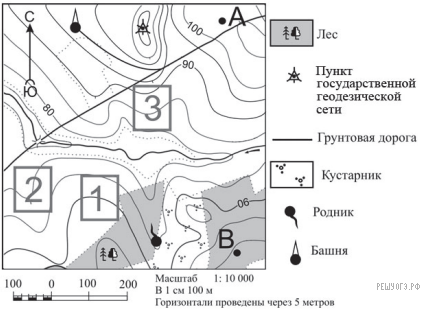 С
Ю
А
100
100
90
80
3
2
1
90
В
Лес
Пункт
государственной
геодезической
сети
Грунтовая дорога
Кустарник
Родник
Башня
100 0 200
Масштаб 1: 10 000
В 1 см 100 м
Горизонтали проведены через 5 метров
РЕШУОГЭ.РФ